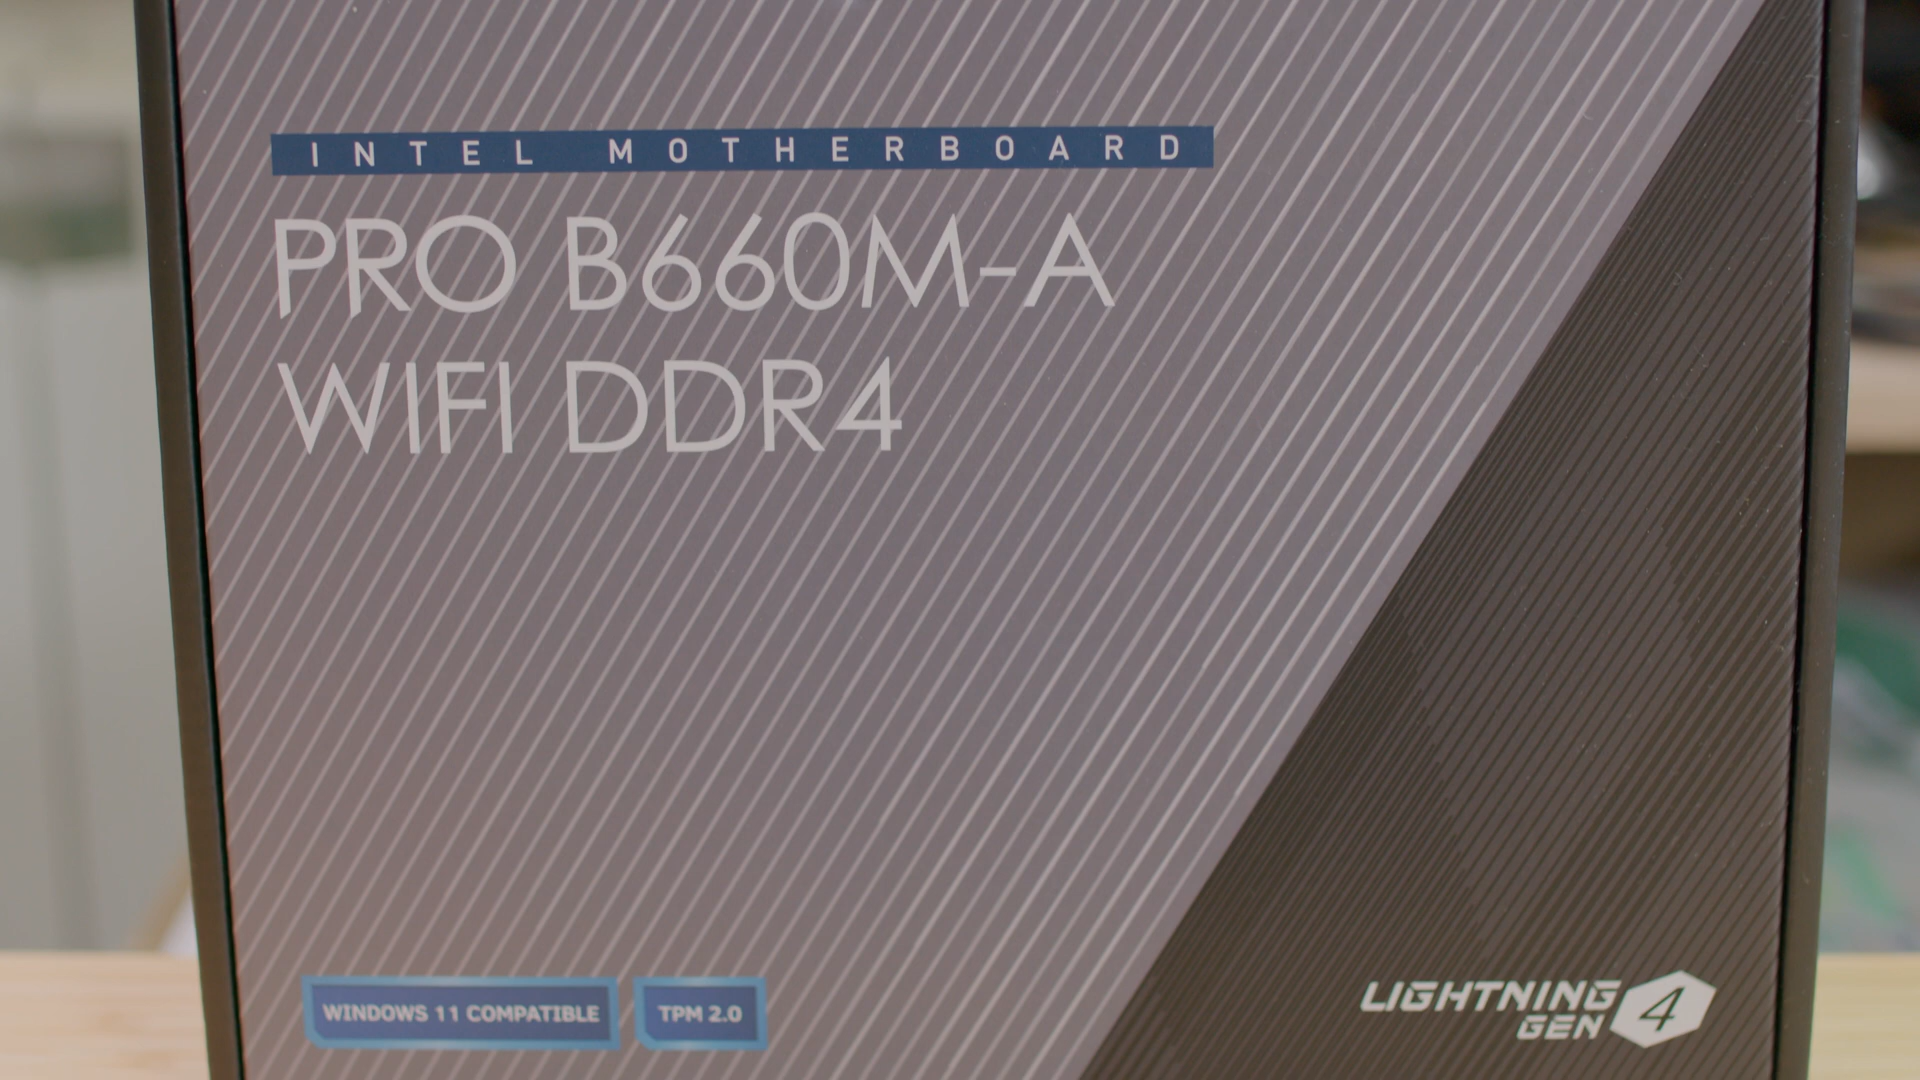 INTEL MOTHERBOARD
PRO B660M-A
WIFI DDR4
WINDOWS 11 COMPATIBLE
TPM 2.0
LIGHTNING
GEN 4